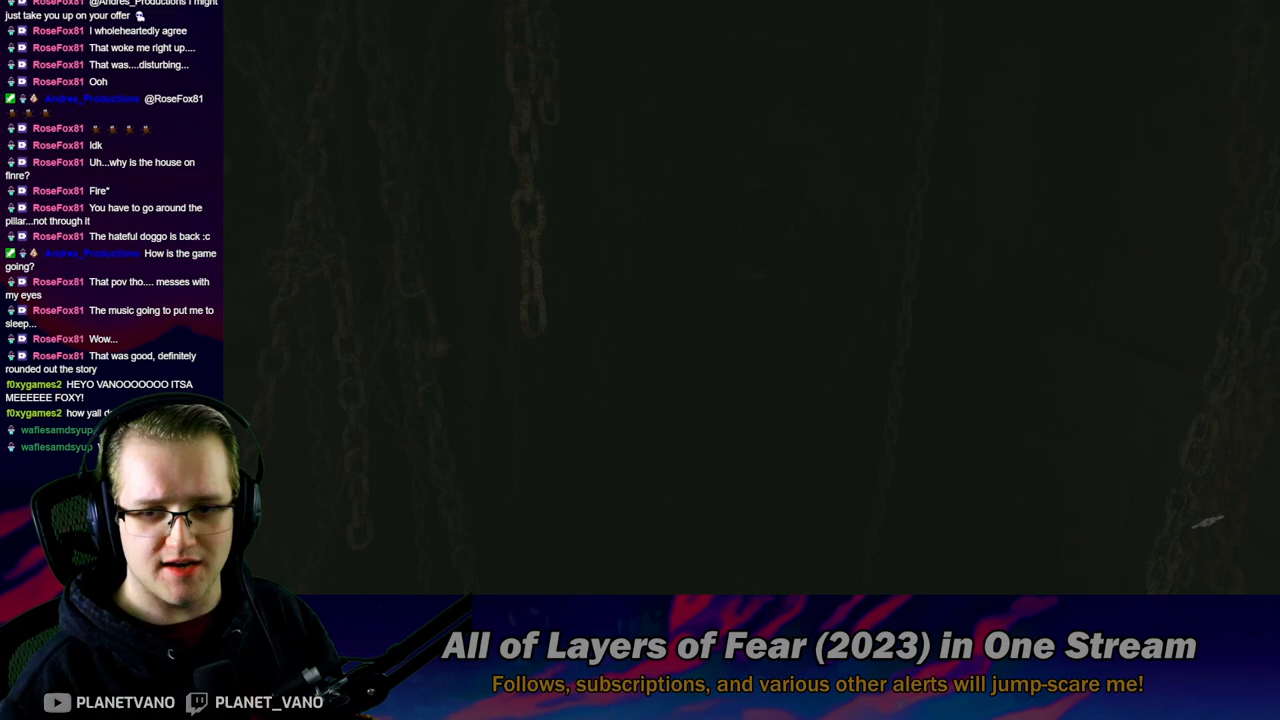 RoseFox81 @Andres_Productions I might
just take you up on your offer
RoseFox81 I wholeheartedly agree
RoseFox81 That woke me right up....
RoseFox81 That was....disturbing...
RoseFox81 Ooh
Andres_Productions @RoseFox81
RoseFox81
RoseFox81 Idk
RoseFox81 Uh...why is the house on
finre?
RoseFox81 Fire*
RoseFox81 You have to go around the
pillar...not through it
RoseFox81 The hateful doggo is back :c
Andres_Productions How is the game
going?
RoseFox81 That pov tho.... messes with
my eyes
RoseFox81 The music going to put me to
sleep...
RoseFox81 Wow...
RoseFox81 That was good, definitely
rounded out the story
f0xygames2 HEYO VANOOOOOOO ITSA
MEEEEEE FOXY!
f0xygames2 how yall
waflesamdsyup
waflesamdsyup
All of Layers of Fear (2023) in One Stream
Follows, subscriptions, and various other alerts will jump-scare me!
PLANETVANO PLANET_VANO